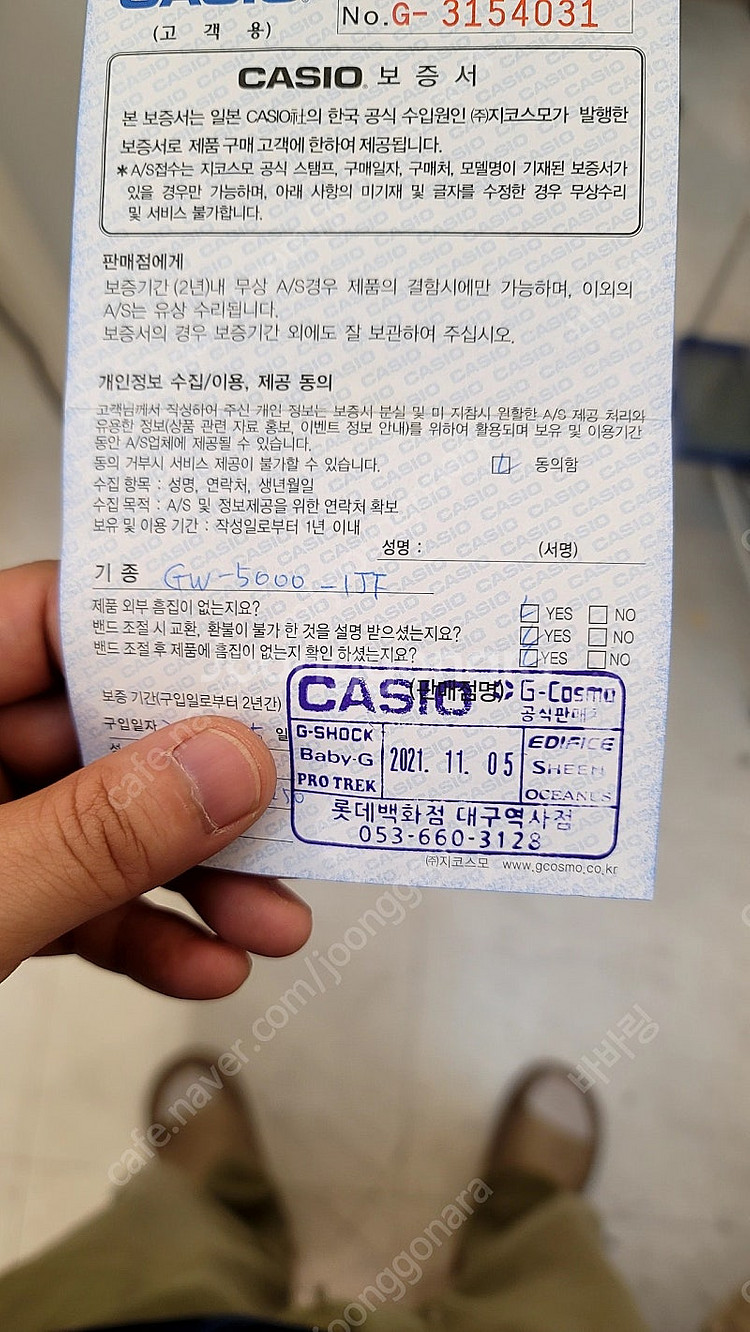 CASIO
(고 객 용)
No.G- 3154031
CASIO 보 증 서
본 보증서는 일본 CASIO社의 한국 공식 수입원인 ㈜지코스모가 발행한
보증서로 제품 구매 고객에 한하여 제공됩니다.
*A/S접수는 지코스모 공식 스탬프, 구매일자, 구매처, 모델명이 기재된 보증서가
있을 경우만 가능하며, 아래 사항의 미기재 및 글자를 수정한 경우 무상수리
및 서비스 불가합니다.
판매점에게
보증기간(2년)내 무상 A/S경우 제품의 결함시에만 가능하며, 이외의
A/S는 유상 수리됩니다.
보증서의 경우 보증기간 외에도 잘 보관하여 주십시오.
개인정보 수집/이용, 제공 동의
고객님께서 작성하여 주신 개인 정보는 보증서 분실 및 미 지참시 원할한 A/S 제공 처리와
유용한 정보(상품 관련 자료 홍보, 이벤트 정보 안내)를 위하여 활용되며 보유 및 이용기간
동안 A/S업체에 제공될 수 있습니다.
동의 거부시 서비스 제공이 불가할 수 있습니다. 동의함
수집 항목 : 성명, 연락처, 생년월일
수집 목적 : A/S 및 정보제공을 위한 연락처 확보
보유 및 이용 기간 : 작성일로부터 1년 이내
성명 : (서명)
기 종 GW-5000-1JF
제품 외부 흠집이 없는지요? YES NO
밴드 조절 시 교환, 환불이 불가 한 것을 설명 받으셨는지요? YES NO
밴드 조절 후 제품에 흠집이 없는지 확인 하셨는지요? YES NO
보증 기간(구입일로부터 2년간)
(판매점명)
구입일자 일
CASIO G-Cosmo
공식판매
G-SHOCK
Baby-G
PRO TREK
2021. 11. 05
EDIFICE
SHEEN
OCEANUS
롯데백화점 대구역사점
053-660-3128
㈜지코스모 www.gcosmo.co.kr
cafe.naver.com/joonggonara
바바링
joonggonara